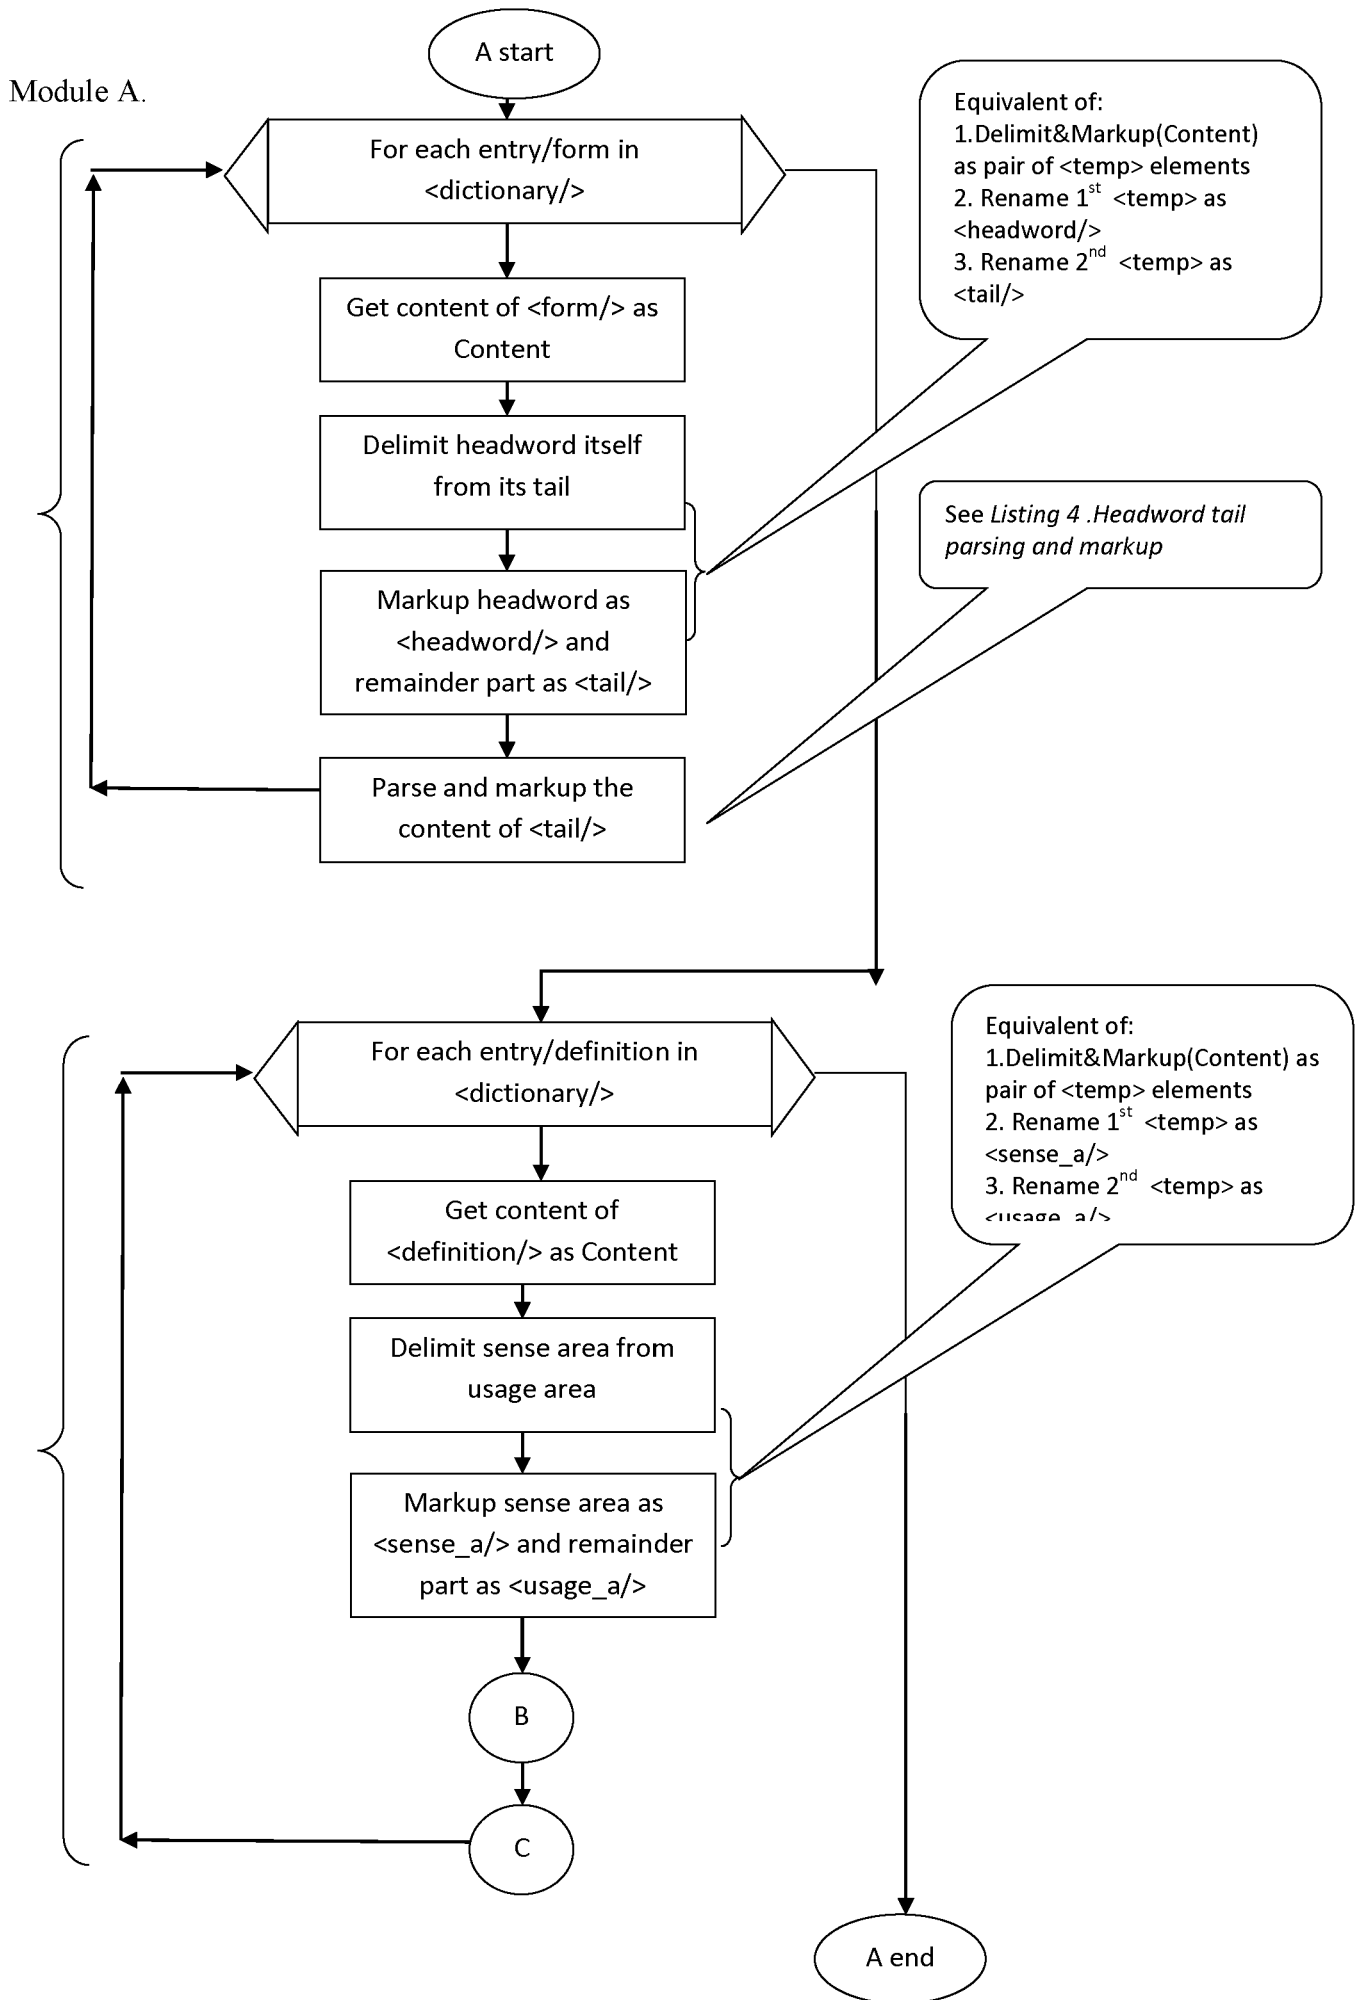 A start
Module A.
For each entry/form in
<dictionary/>
Get content of <form/> as
Content
Delimit headword itself
from its tail
Markup headword as
<headword/> and
remainder part as <tail/>
Parse and markup the
content of <tail/>
Equivalent of:
1.Delimit&Markup(Content)
as pair of <temp> elements
2. Rename 1st <temp> as
<headword/>
3. Rename 2nd <temp> as
<tail/>
See Listing 4 .Headword tail
parsing and markup
For each entry/definition in
<dictionary/>
Get content of
<definition/> as Content
Delimit sense area from
usage area
Markup sense area as
<sense_a/> and remainder
part as <usage_a/>
Equivalent of:
1.Delimit&Markup(Content) as
pair of <temp> elements
2. Rename 1st <temp> as
<sense_a/>
3. Rename 2nd <temp> as
<usage_a/>
B
C
A end